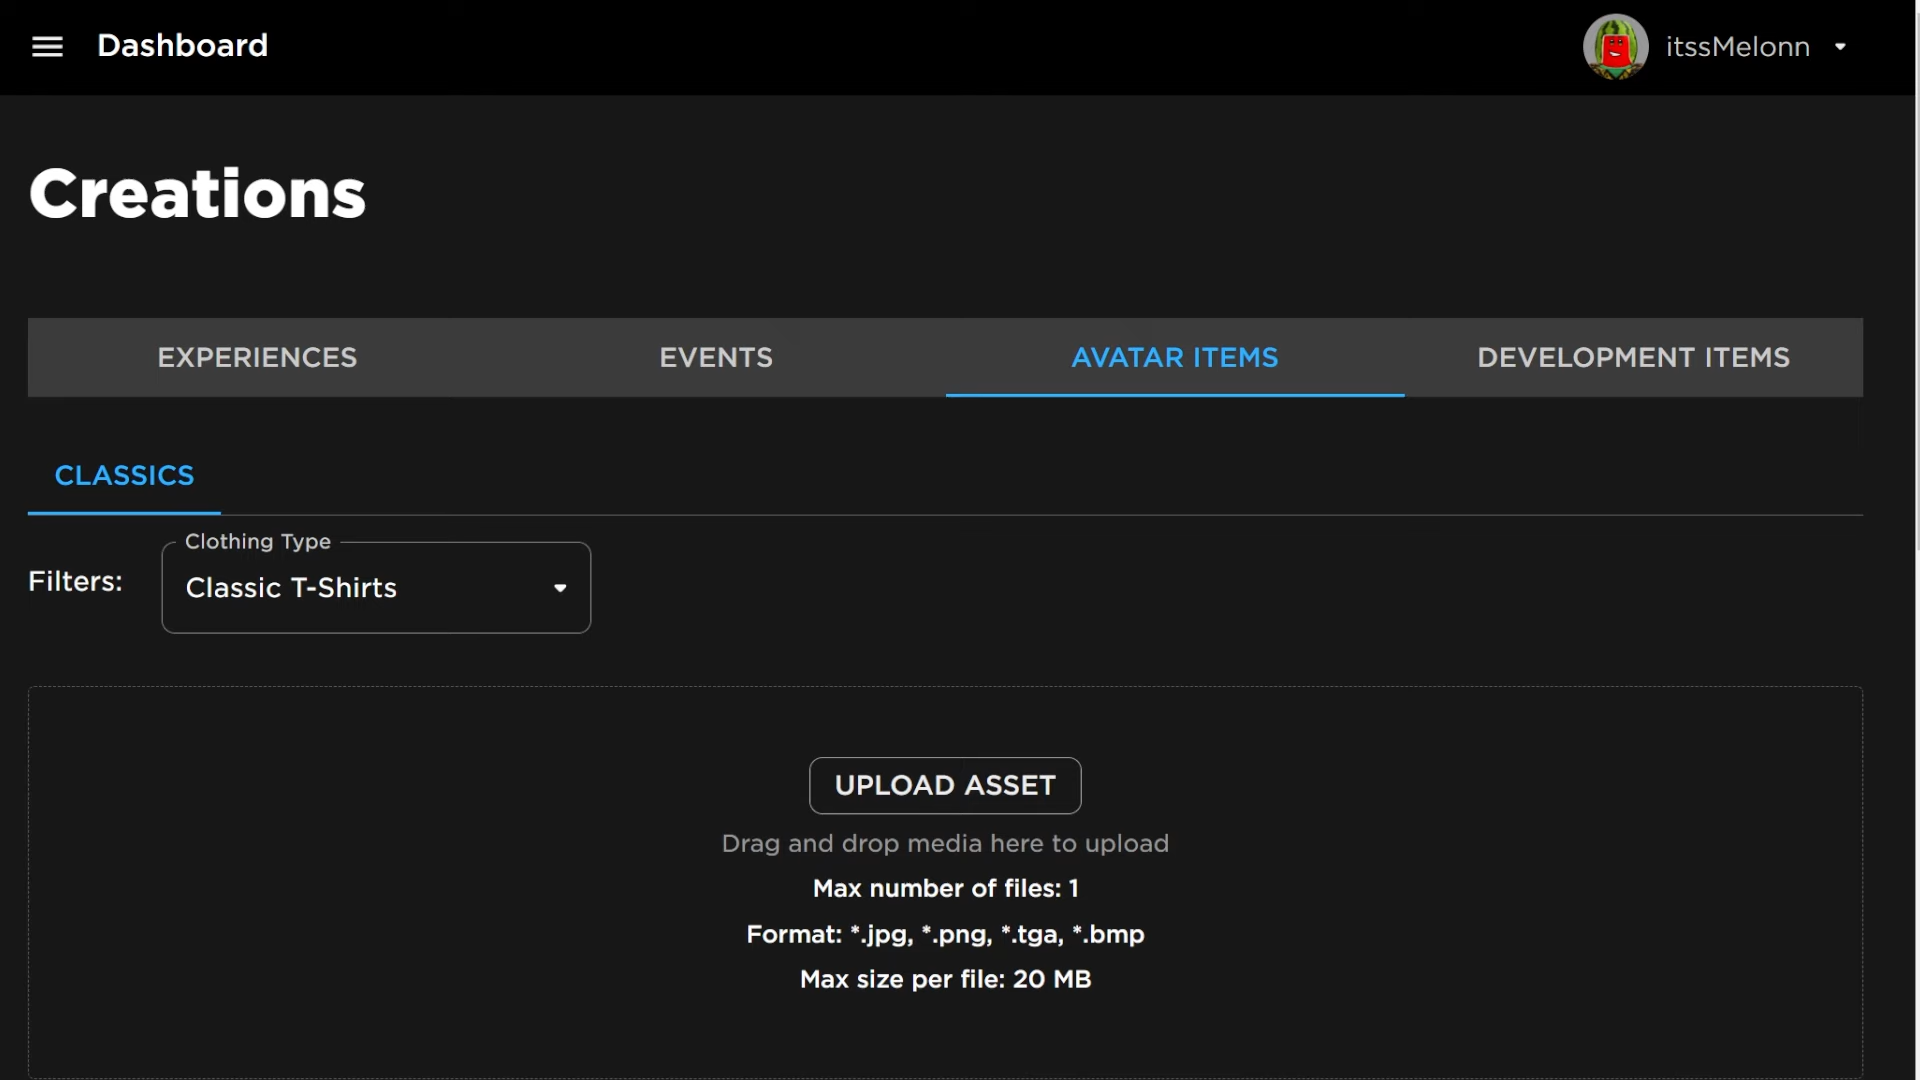 Dashboard
itssMelonn
Creations
EXPERIENCES
EVENTS
AVATAR ITEMS
DEVELOPMENT ITEMS
CLASSICS
Filters:
Clothing Type
Classic T-Shirts
UPLOAD ASSET
Drag and drop media here to upload
Max number of files: 1
Format: *.jpg, *.png, *.tga, *.bmp
Max size per file: 20 MB